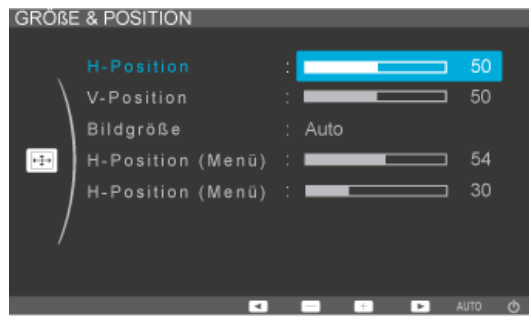 GRÖßE & POSITION
H-Position : 50
V-Position : 50
Bildgröße : Auto
H-Position (Menü) : 54
H-Position (Menü) : 30
AUTO